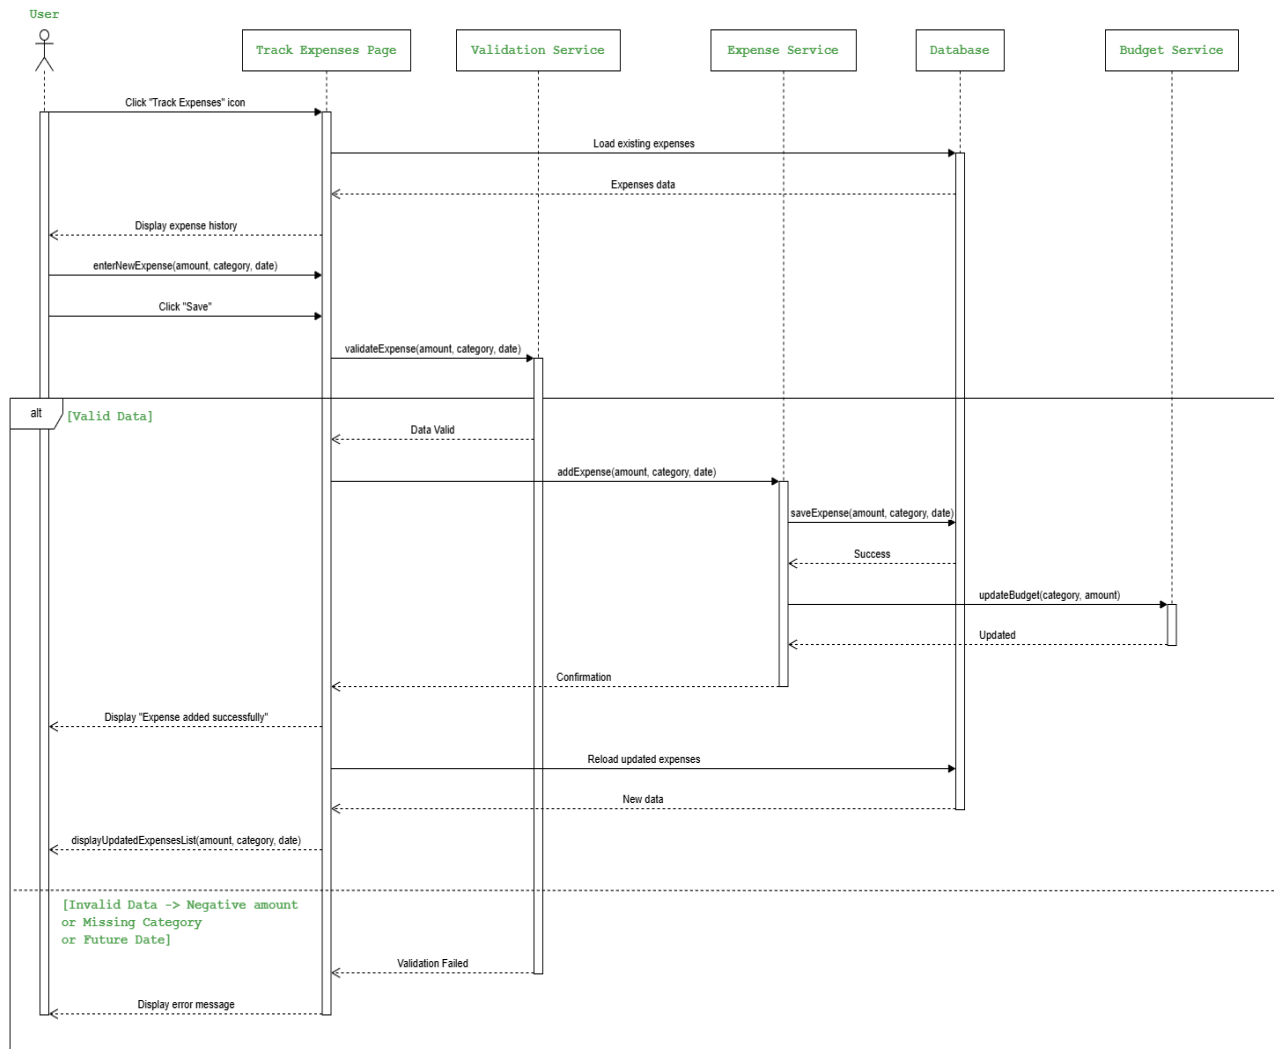 User
Track Expenses Page
Validation Service
Expense Service
Database
Budget Service
Click "Track Expenses" icon
Load existing expenses
Expenses data
Display expense history
enterNewExpense(amount, category, date)
Click "Save"
validateExpense(amount, category, date)
alt
[Valid Data]
Data Valid
addExpense(amount, category, date)
saveExpense(amount, category, date)
Success
updateBudget(category, amount)
Updated
Confirmation
Display "Expense added successfully"
Reload updated expenses
New data
displayUpdatedExpensesList(amount, category, date)
[Invalid Data -> Negative amount
or Missing Category
or Future Date]
Validation Failed
Display error message